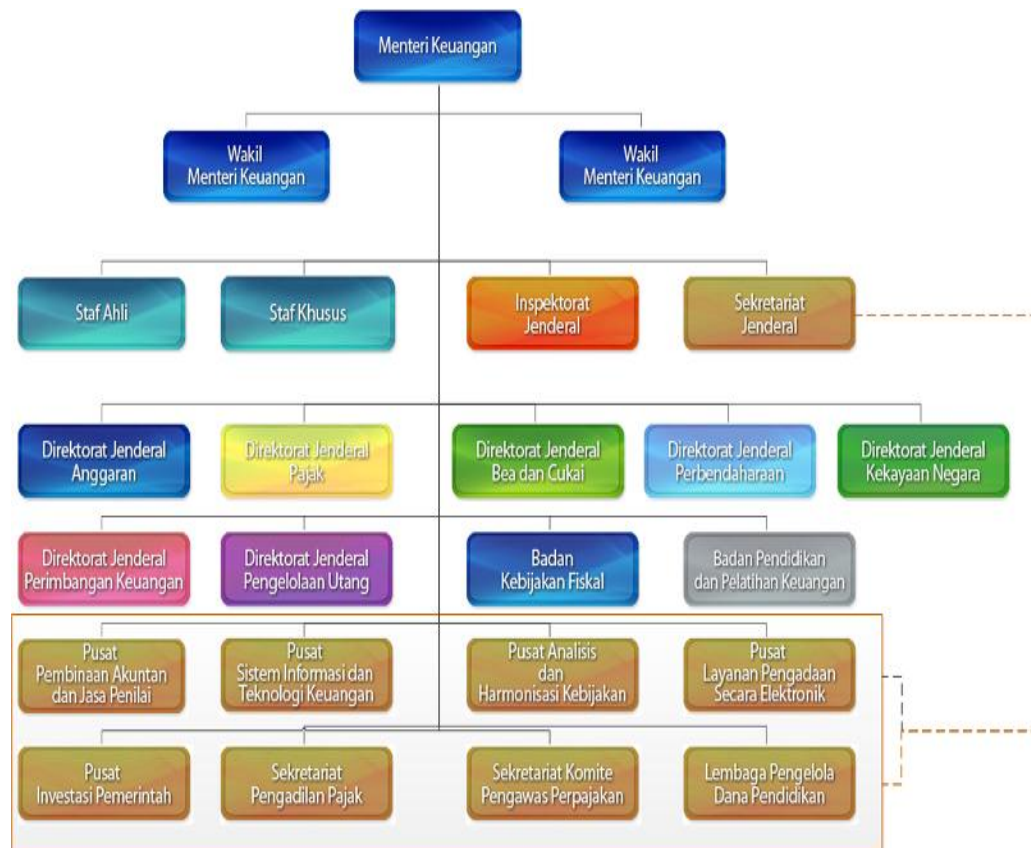 Menteri Keuangan
Wakil
Menteri Keuangan
Wakil
Menteri Keuangan
Staf Ahli
Staf Khusus
Inspektorat
Jenderal
Sekretariat
Jenderal
Direktorat Jenderal
Anggaran
Direktorat Jenderal
Pajak
Direktorat Jenderal
Bea dan Cukai
Direktorat Jenderal
Perbendaharaan
Direktorat Jenderal
Kekayaan Negara
Direktorat Jenderal
Perimbangan Keuangan
Direktorat Jenderal
Pengelolaan Utang
Badan
Kebijakan Fiskal
Badan Pendidikan
dan Pelatihan Keuangan
Pusat
Pembinaan Akuntan
dan Jasa Penilai
Pusat
Sistem Informasi dan
Teknologi Keuangan
Pusat Analisis
dan
Harmonisasi Kebijakan
Pusat
Layanan Pengadaan
Secara Elektronik
Pusat
Investasi Pemerintah
Sekretariat
Pengadilan Pajak
Sekretariat Komite
Pengawas Perpajakan
Lembaga Pengelola
Dana Pendidikan